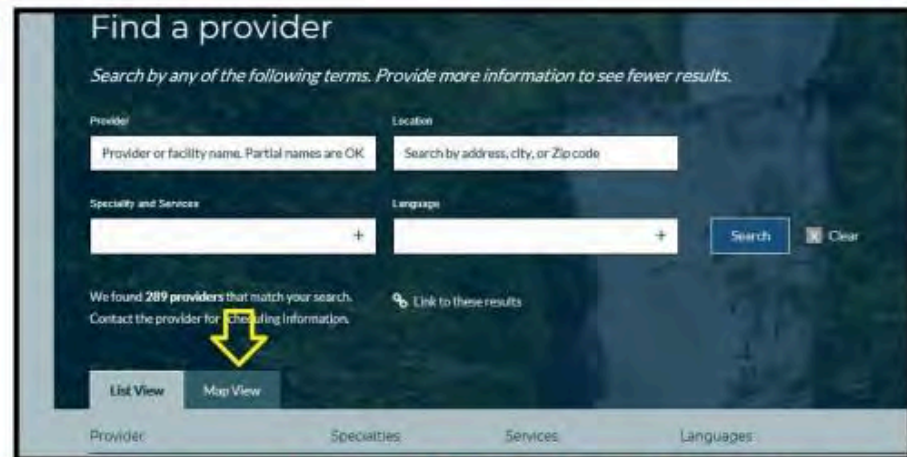 Find a provider
Search by any of the following terms. Provide more information to see fewer results.
Provider
Location
Provider or facility name. Partial names are OK
Search by address, city, or Zip code
Speciality and Services
Language
+
+
Search
X Clear
We found 289 providers that match your search.
Link to these results
Contact the provider for scheduling information.
List View
Map View
Provider
Specialties
Services
Languages